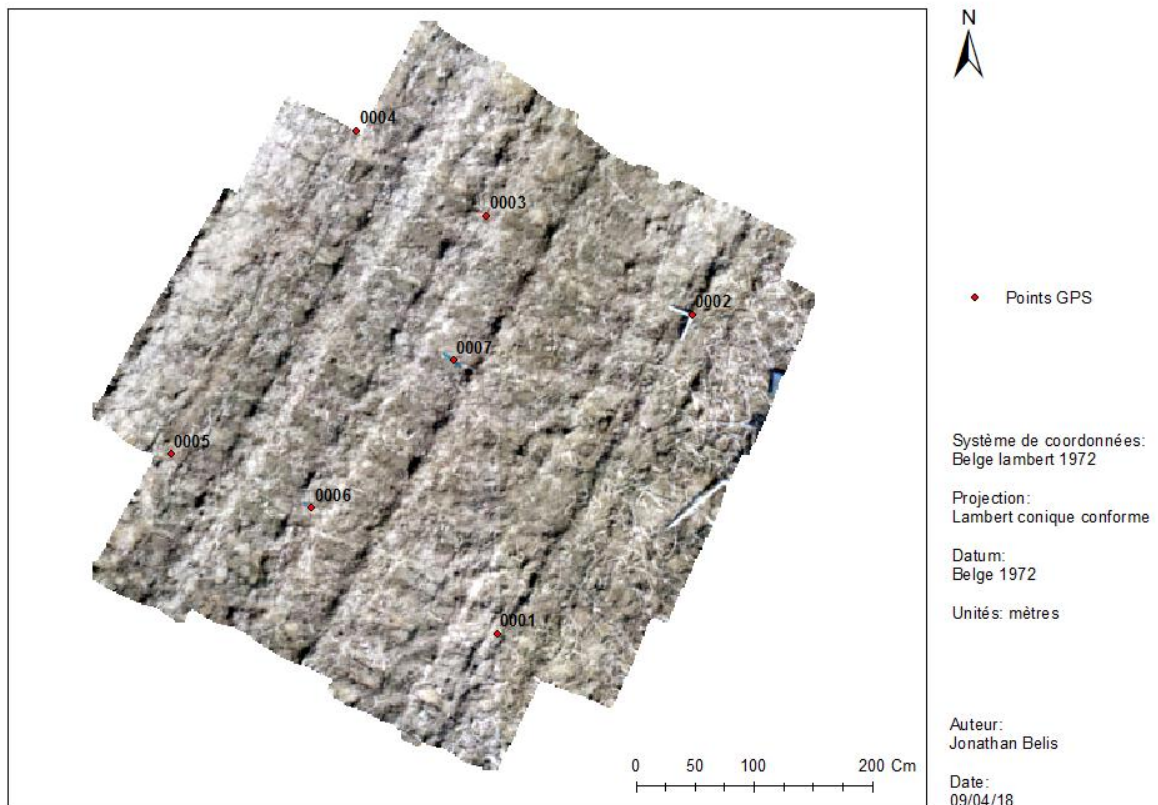 N
0004
0003
0002
0007
0005
0006
0001
Points GPS
Système de coordonnées:
Belge lambert 1972
Projection:
Lambert conique conforme
Datum:
Belge 1972
Unités: mètres
Auteur:
Jonathan Belis
Date:
09/04/18
0 50 100 200 Cm